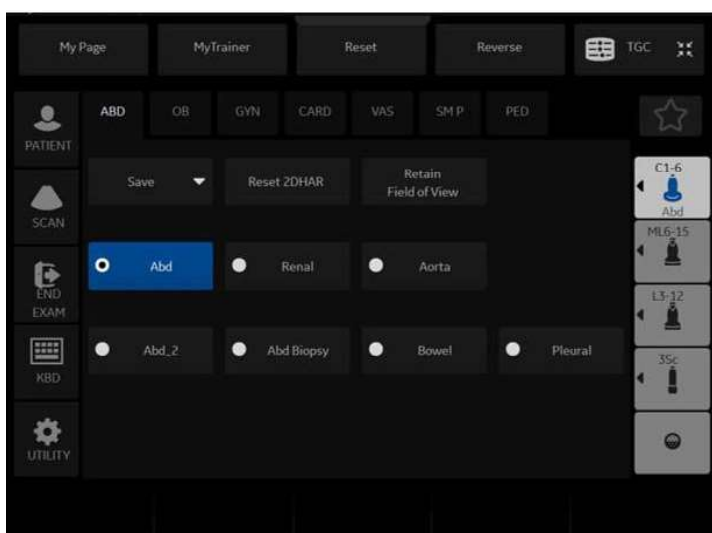 My Page
MyTrainer
Reset
Reverse
TGC
PATIENT
ABD
OB
GYN
CARD
VAS
SM P
PED
Save
Reset 2DHAR
Retain
Field of View
C1-6
Abd
SCAN
ML6-15
Abd
Renal
Aorta
END
EXAM
L3-12
Abd_2
Abd Biopsy
Bowel
Pleural
KBD
3Sc
UTILITY